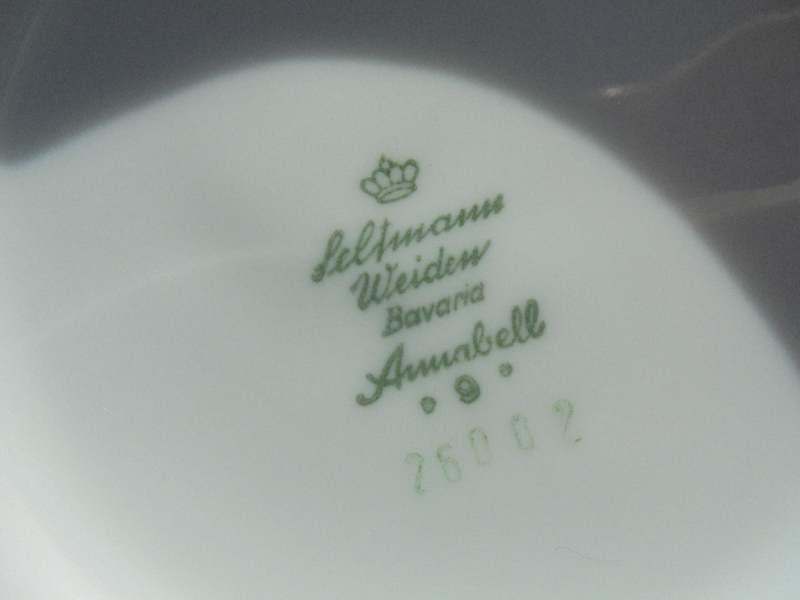 Seltmann
Weiden
Bavaria
Annabell
• 9 •
26002